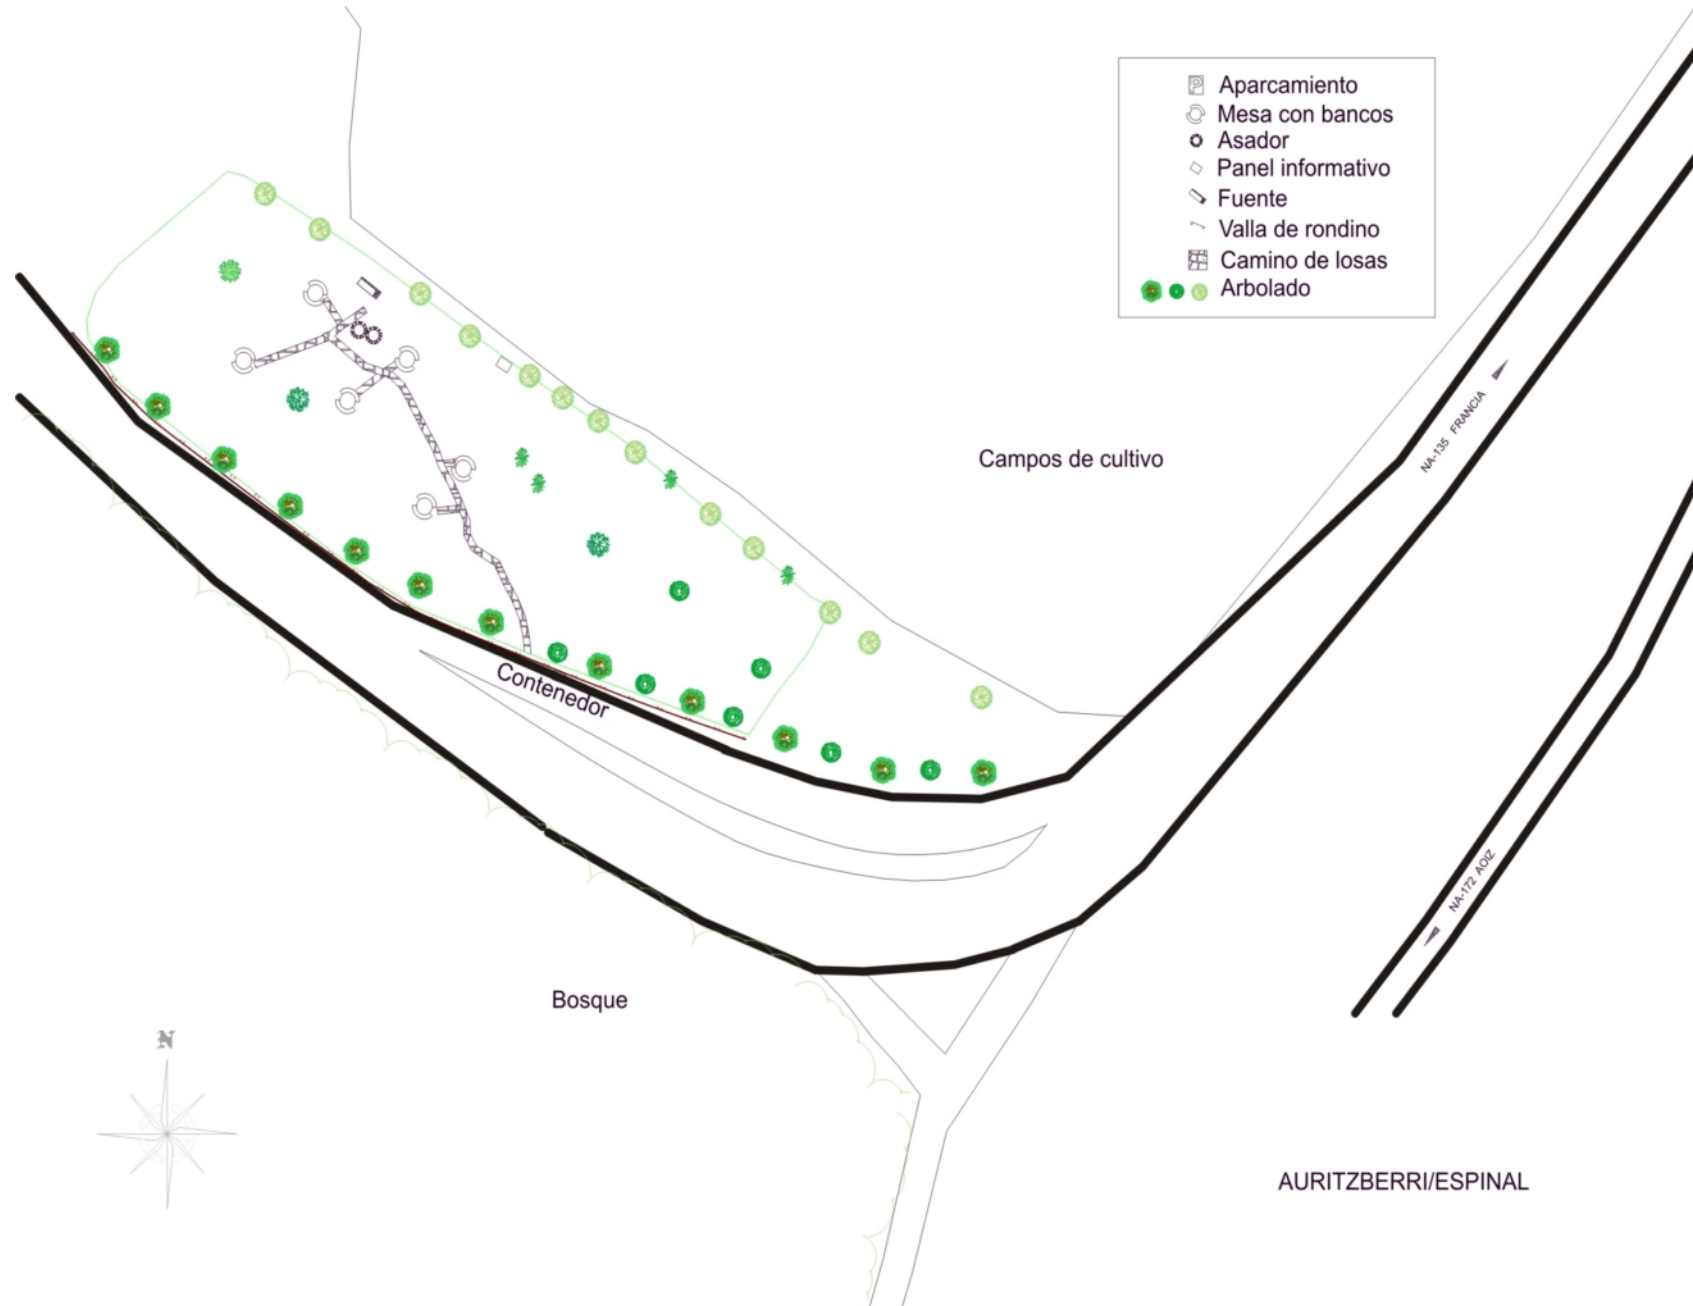 P Aparcamiento
Mesa con bancos
Asador
Panel informativo
Fuente
Valla de rondino
Camino de losas
Arbolado
NA-135 FRANCIA
Campos de cultivo
Contenedor
NA-172 AOIZ
Bosque
N
AURITZBERRI/ESPINAL